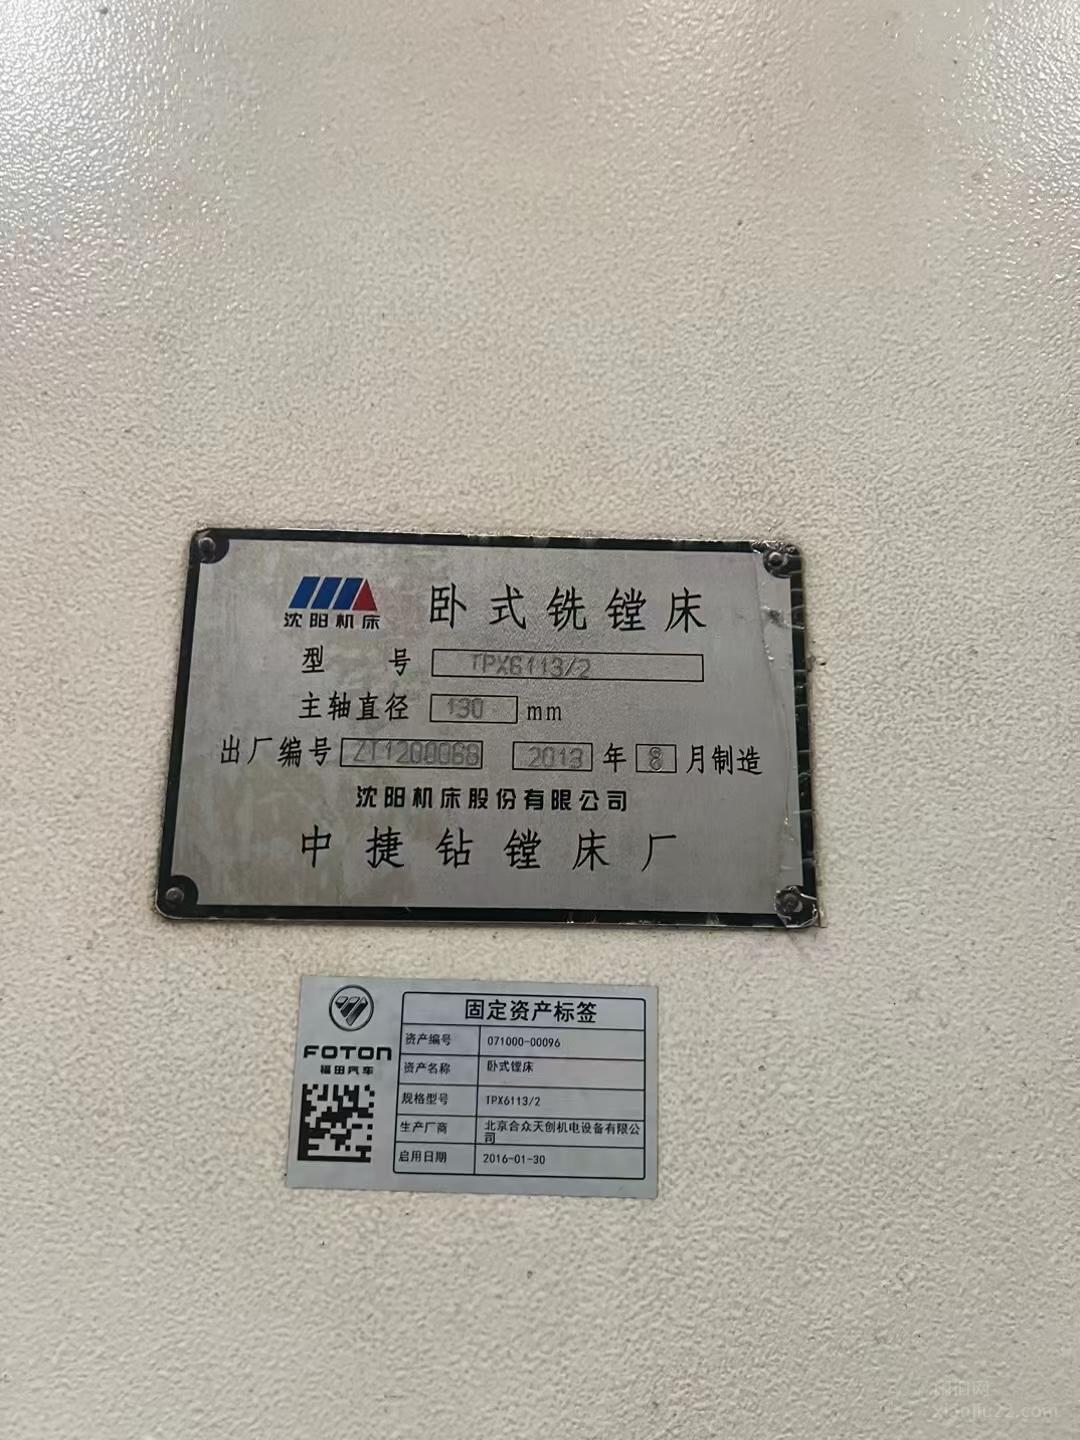 沈阳机床
卧式铣镗床
型 号 TPX6113/2
主轴直径 130 mm
出厂编号 ZT1200068 2013 年 8 月制造
沈阳机床股份有限公司
中捷钻镗床厂
FOTON
福田汽车
固定资产标签
资产编号 071000-00096
资产名称 卧式镗床
规格型号 TPX6113/2
生产厂商 北京合众天创机电设备有限公
司
启用日期 2016-01-30